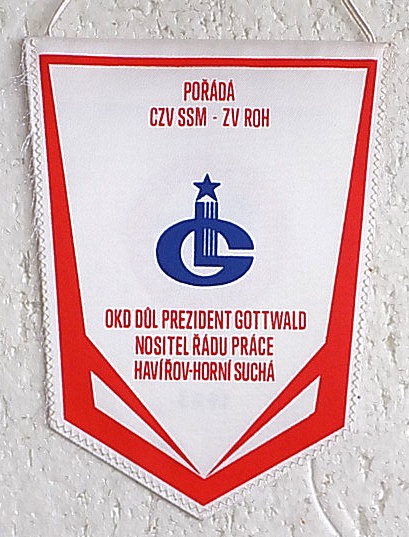 POŘÁDÁ
CZV SSM - ZV ROH
OKD DŮL PREZIDENT GOTTWALD
NOSITEL ŘÁDU PRÁCE
HAVÍŘOV-HORNÍ SUCHÁ